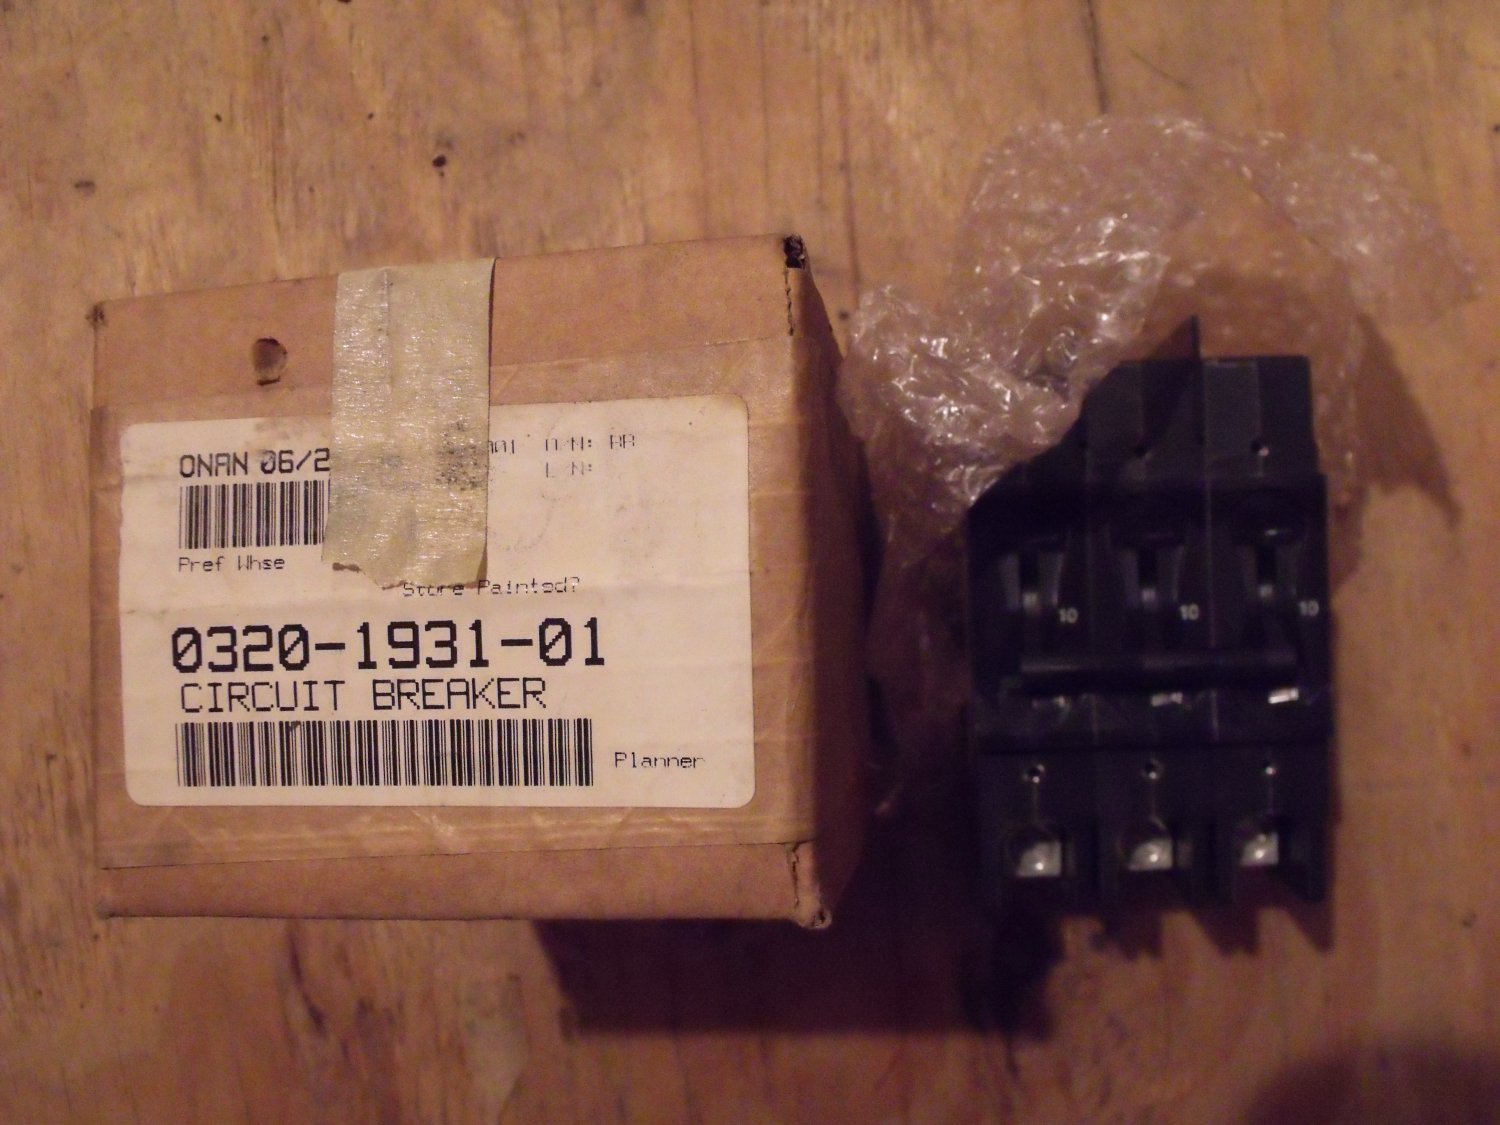 ONAN 06/2
Pref Whse
Store Painted?
0320-1931-01
CIRCUIT BREAKER
Planner
10
10
10